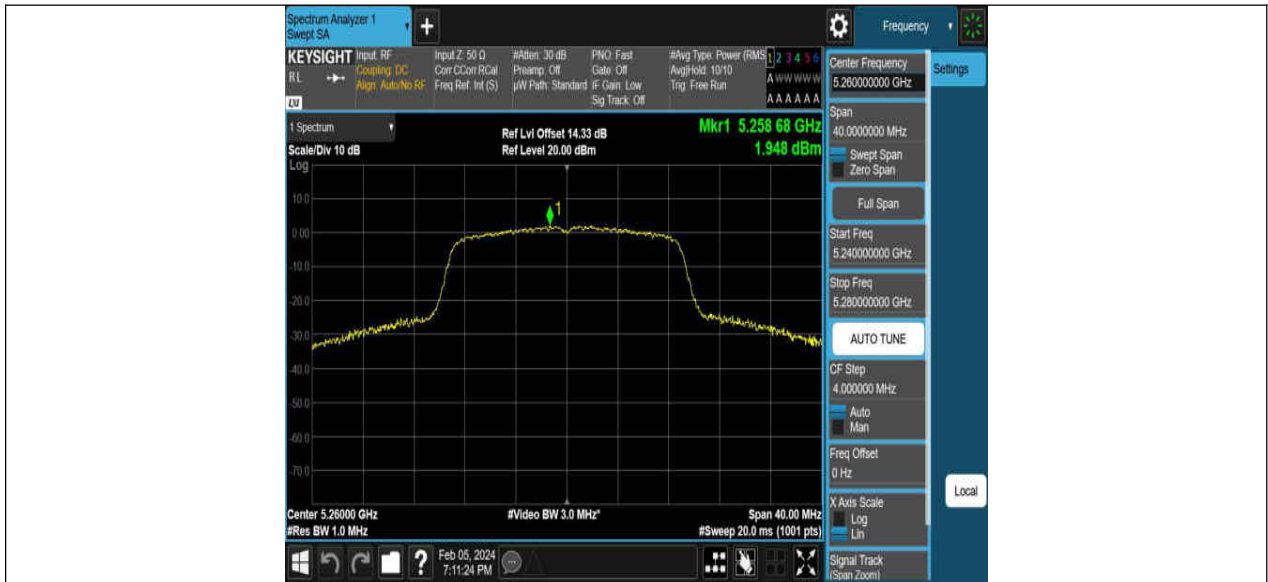 Spectrum Analyzer 1
Swept SA
+
Frequency
KEYSIGHT
RL
LXI
Input: RF
Coupling: DC
Align: Auto/No RF
Input Z: 50 Ω
Corr CCorr RCal
Freq Ref: Int (S)
#Atten: 30 dB
Preamp: Off
µW Path: Standard
PNO: Fast
Gate: Off
IF Gain: Low
Sig Track: Off
#Avg Type: Power (RMS
Avg|Hold: 10/10
Trig: Free Run
1 2 3 4 5 6
A W W W W W
A A A A A A
1 Spectrum
Scale/Div 10 dB
Log
Ref Lvl Offset 14.33 dB
Ref Level 20.00 dBm
Mkr1 5.258 68 GHz
1.948 dBm
1
10.0
0.00
-10.0
-20.0
-30.0
-40.0
-50.0
-60.0
-70.0
Center 5.26000 GHz
#Res BW 1.0 MHz
#Video BW 3.0 MHz*
Span 40.00 MHz
#Sweep 20.0 ms (1001 pts)
Center Frequency
5.260000000 GHz
Settings
Span
40.0000000 MHz
Swept Span
Zero Span
Full Span
Start Freq
5.240000000 GHz
Stop Freq
5.280000000 GHz
AUTO TUNE
CF Step
4.000000 MHz
Auto
Man
Freq Offset
0 Hz
X Axis Scale
Log
Lin
Local
Signal Track
(Span Zoom)
?
Feb 05, 2024
7:11:24 PM